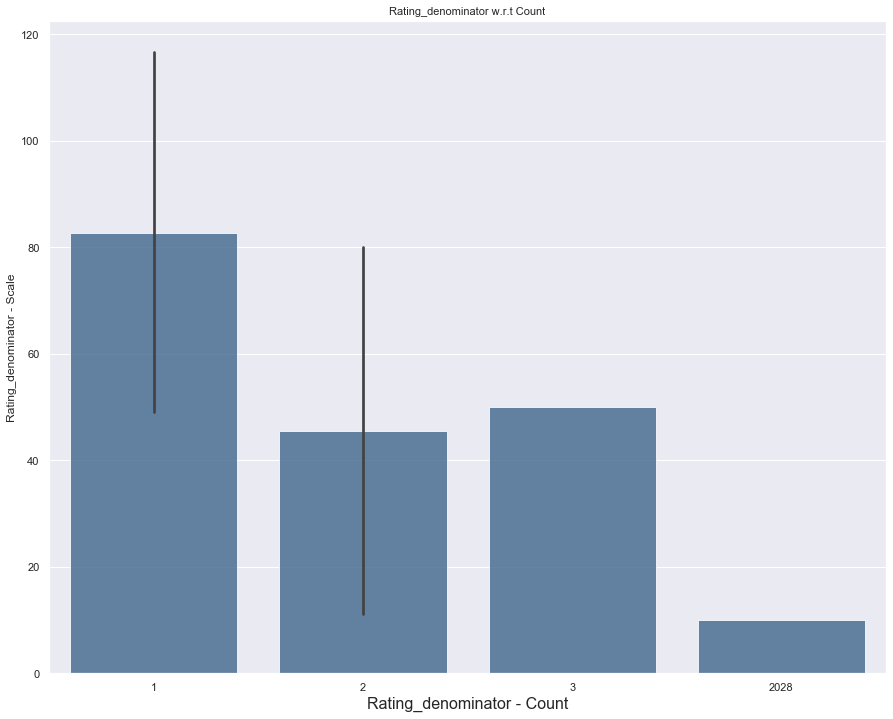 Rating_denominator w.r.t Count
120
100
80
60
40
20
0
Rating_denominator - Scale
1 2 3 2028
Rating_denominator - Count